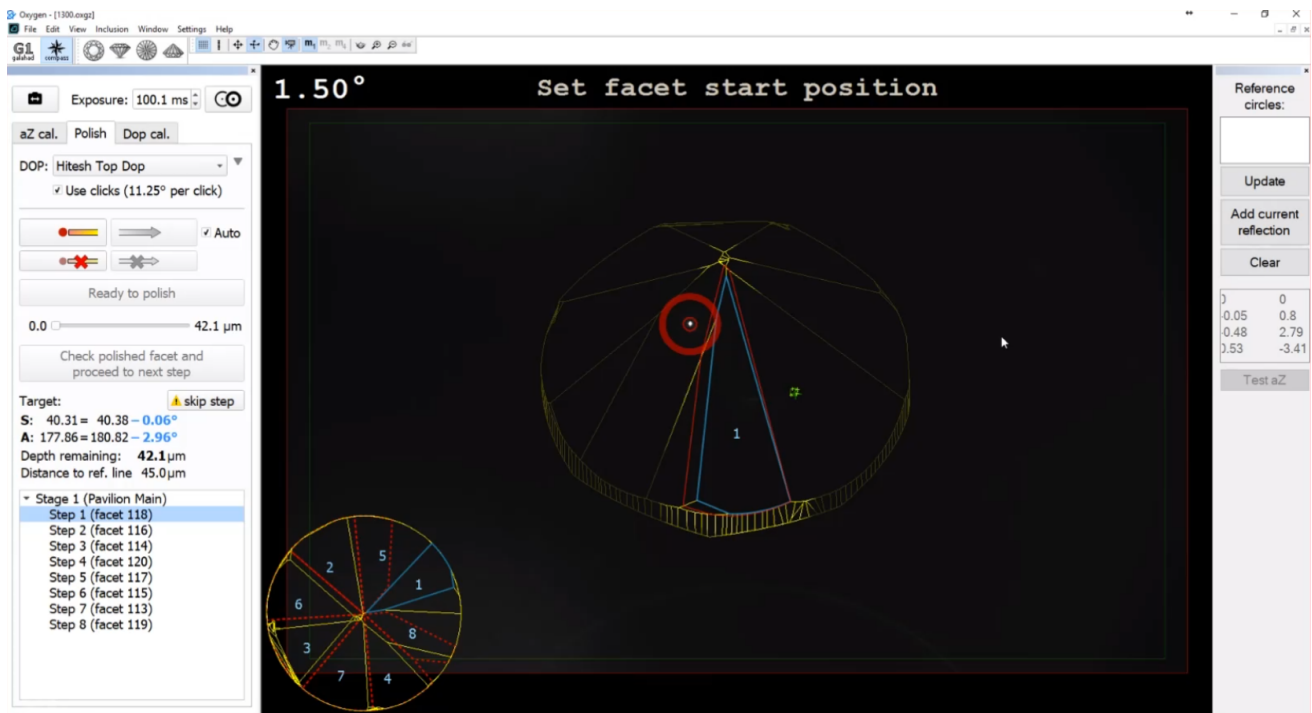 Oxygen - [1300.oxgz]
File Edit View Inclusion Window Settings Help
G1 galahad compass m1 m2 m4
Exposure: 100.1 ms
aZ cal. Polish Dop cal.
DOP: Hitesh Top Dop
Use clicks (11.25° per click)
Auto
Ready to polish
0.0 42.1 µm
Check polished facet and
proceed to next step
Target: skip step
S: 40.31 = 40.38 – 0.06°
A: 177.86 = 180.82 – 2.96°
Depth remaining: 42.1 µm
Distance to ref. line 45.0 µm
Stage 1 (Pavilion Main)
Step 1 (facet 118)
Step 2 (facet 116)
Step 3 (facet 114)
Step 4 (facet 120)
Step 5 (facet 117)
Step 6 (facet 115)
Step 7 (facet 113)
Step 8 (facet 119)
1.50° Set facet start position
1
5
2
1
6
8
3
7
4
Reference
circles:
Update
Add current
reflection
Clear
0 0
-0.05 0.8
-0.48 2.79
0.53 -3.41
Test aZ